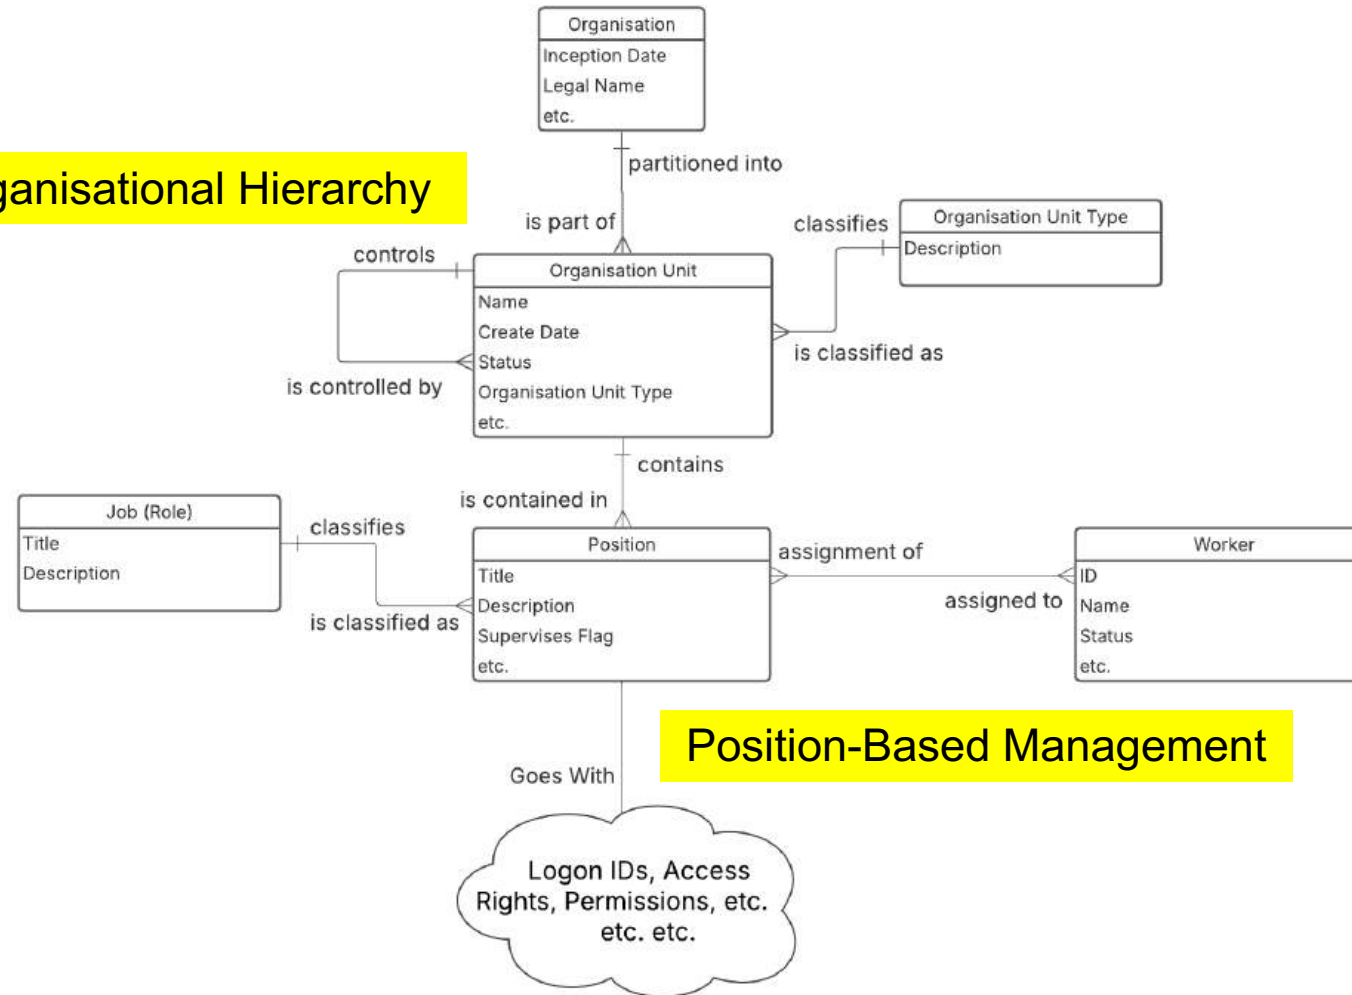 Organisation
Inception Date
Legal Name
etc.
partitioned into
ganisational Hierarchy
is part of
classifies
Organisation Unit Type
Description
controls
Organisation Unit
Name
Create Date
Status
Organisation Unit Type
etc.
is classified as
is controlled by
contains
is contained in
Job (Role)
Title
Description
classifies
is classified as
Position
Title
Description
Supervises Flag
etc.
assignment of
assigned to
Worker
ID
Name
Status
etc.
Position-Based Management
Goes With
Logon IDs, Access
Rights, Permissions, etc.
etc. etc.